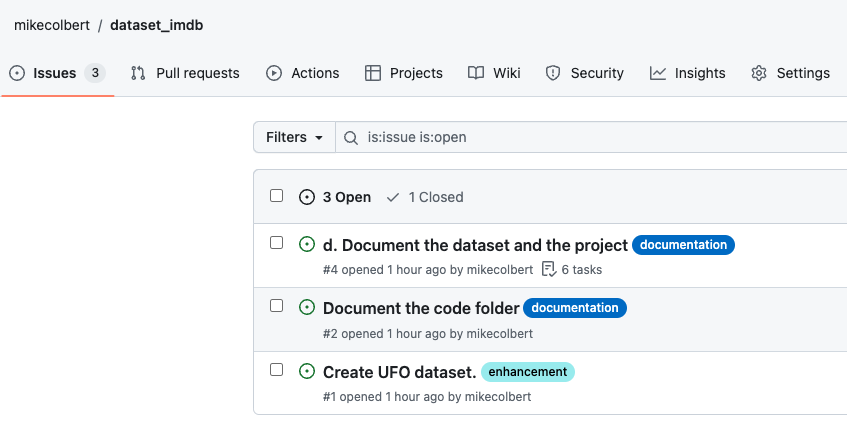 mikecolbert / dataset_imdb
Issues 3 Pull requests Actions Projects Wiki Security Insights Settings
Filters is:issue is:open
3 Open 1 Closed
d. Document the dataset and the project documentation
#4 opened 1 hour ago by mikecolbert 6 tasks
Document the code folder documentation
#2 opened 1 hour ago by mikecolbert
Create UFO dataset. enhancement
#1 opened 1 hour ago by mikecolbert